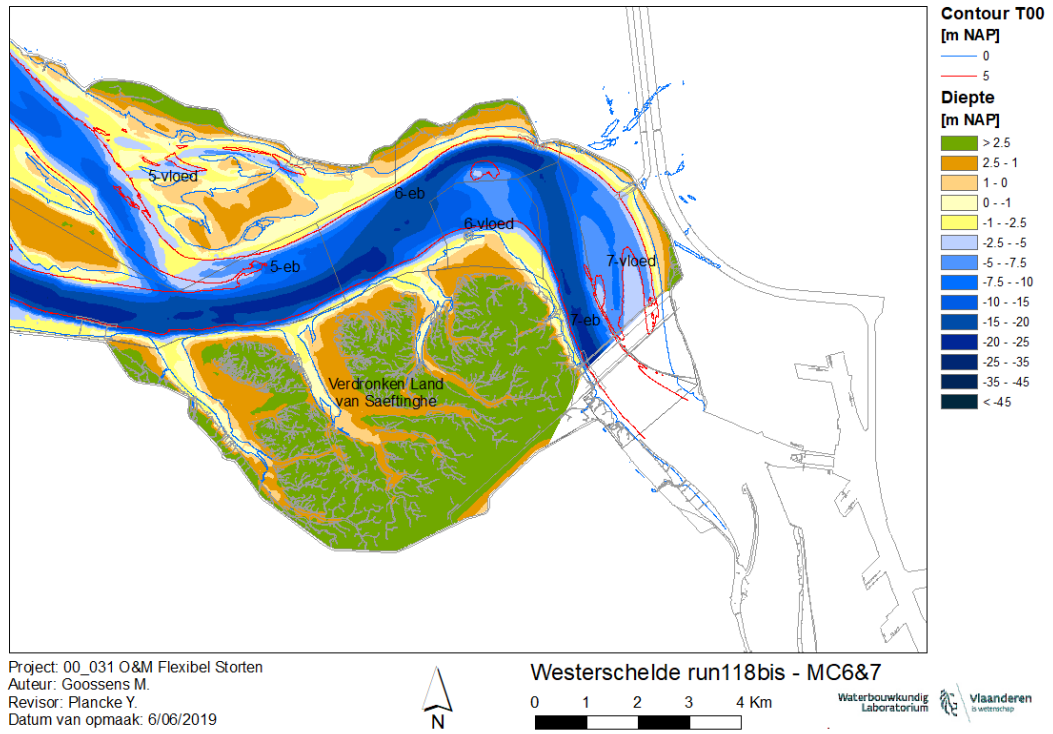 5-vloed
6-eb
6-vloed
5-eb
7-vloed
7-eb
Verdronken Land
van Saeftinghe
Contour T00
[m NAP]
0
5
Diepte
[m NAP]
> 2.5
2.5 - 1
1 - 0
0 - -1
-1 - -2.5
-2.5 - -5
-5 - -7.5
-7.5 - -10
-10 - -15
-15 - -20
-20 - -25
-25 - -35
-35 - -45
< -45
Project: 00_031 O&M Flexibel Storten
Auteur: Goossens M.
Revisor: Plancke Y.
Datum van opmaak: 6/06/2019
N
Westerschelde run118bis - MC6&7
0 1 2 3 4 Km
Waterbouwkundig
Laboratorium
Vlaanderen
is wetenschap